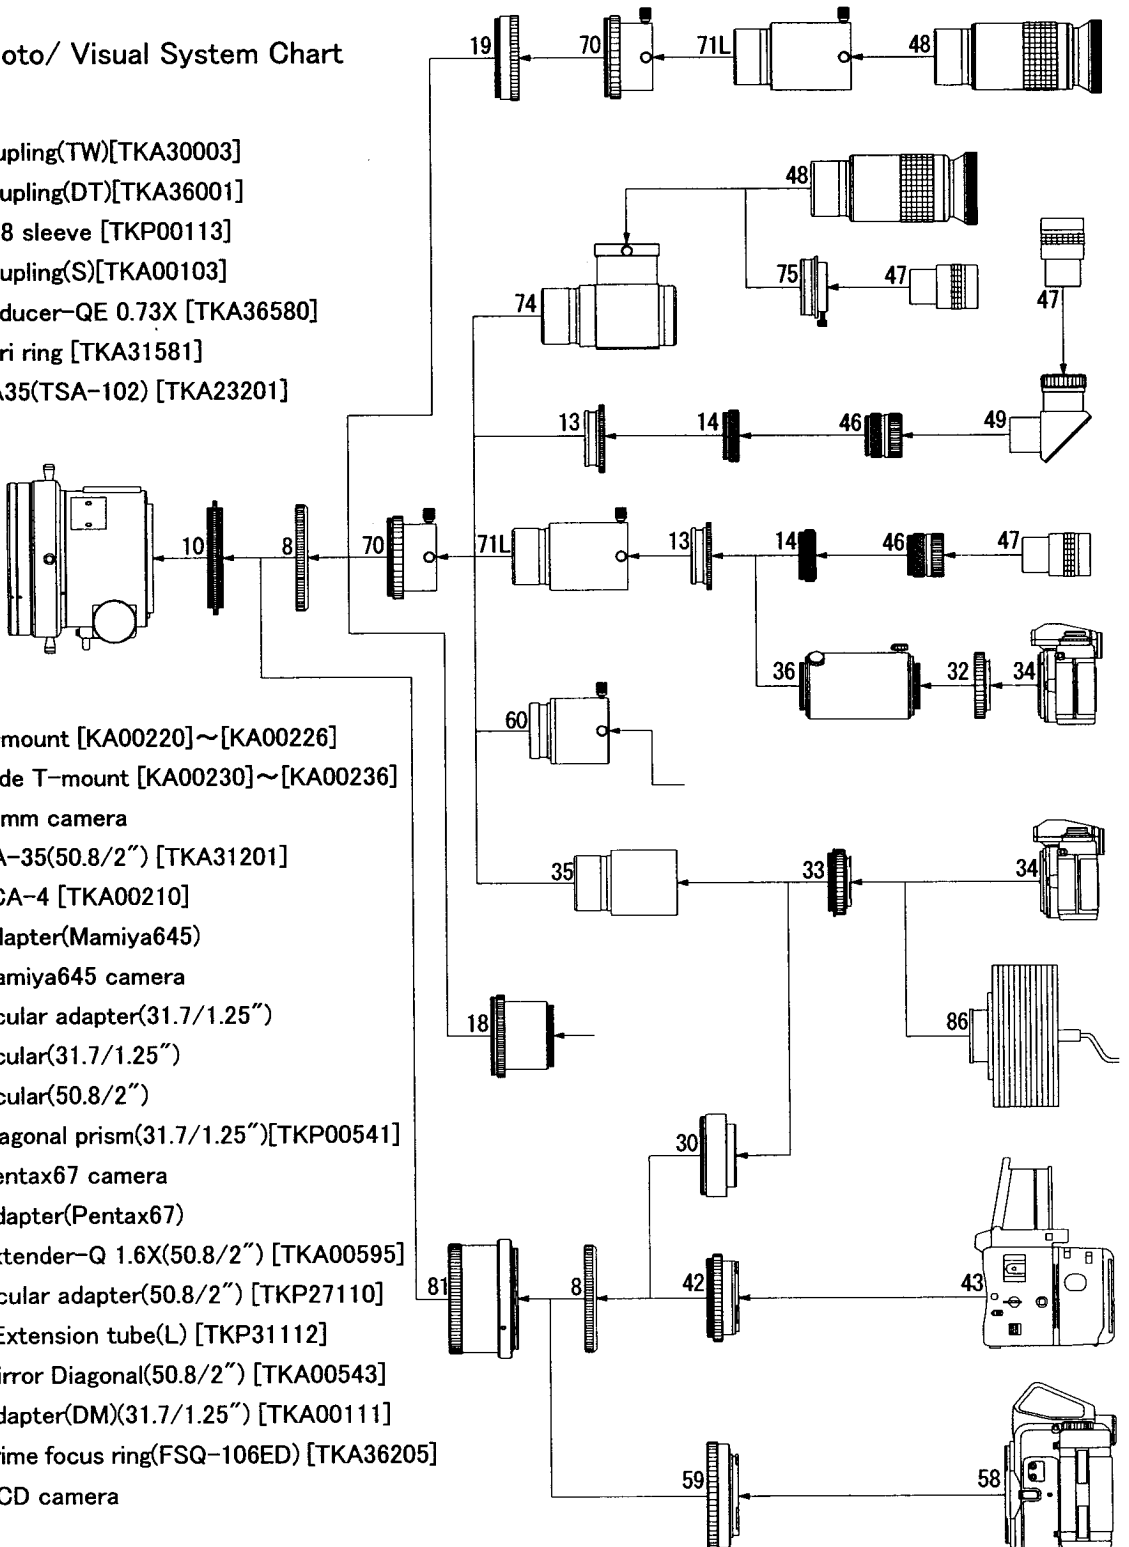 oto/ Visual System Chart
upling(TW)[TKA30003]
upling(DT)[TKA36001]
8 sleeve [TKP00113]
upling(S)[TKA00103]
ducer-QE 0.73X [TKA36580]
ri ring [TKA31581]
A35(TSA-102) [TKA23201]
19 70 71L 48
48
75 47
47
74
13 14 46 49
10 8 70 71L 13 14 46 47
36 32 34
60
35 33 34
18
86
30
81 8 42 43
59 58
-mount [KA00220]~[KA00226]
de T-mount [KA00230]~[KA00236]
mm camera
A-35(50.8/2″) [TKA31201]
CA-4 [TKA00210]
dapter(Mamiya645)
amiya645 camera
cular adapter(31.7/1.25″)
cular(31.7/1.25″)
cular(50.8/2″)
agonal prism(31.7/1.25″)[TKP00541]
entax67 camera
dapter(Pentax67)
xtender-Q 1.6X(50.8/2″) [TKA00595]
cular adapter(50.8/2″) [TKP27110]
Extension tube(L) [TKP31112]
irror Diagonal(50.8/2″) [TKA00543]
dapter(DM)(31.7/1.25″) [TKA00111]
rime focus ring(FSQ-106ED) [TKA36205]
CD camera